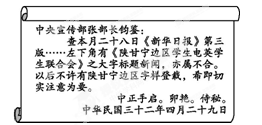 中央宣传部张部长钧鉴：
查本月二十八日《新华日报》第三
版……左下角有《陕甘宁边区学生电英学
生联合会》之大字标题新闻，亦属不合。
以后不许有陕甘宁边区字样登载，希即切
实注意为要。
中正手启。卯艳。侍秘。
中华民国三十二年四月二十九日